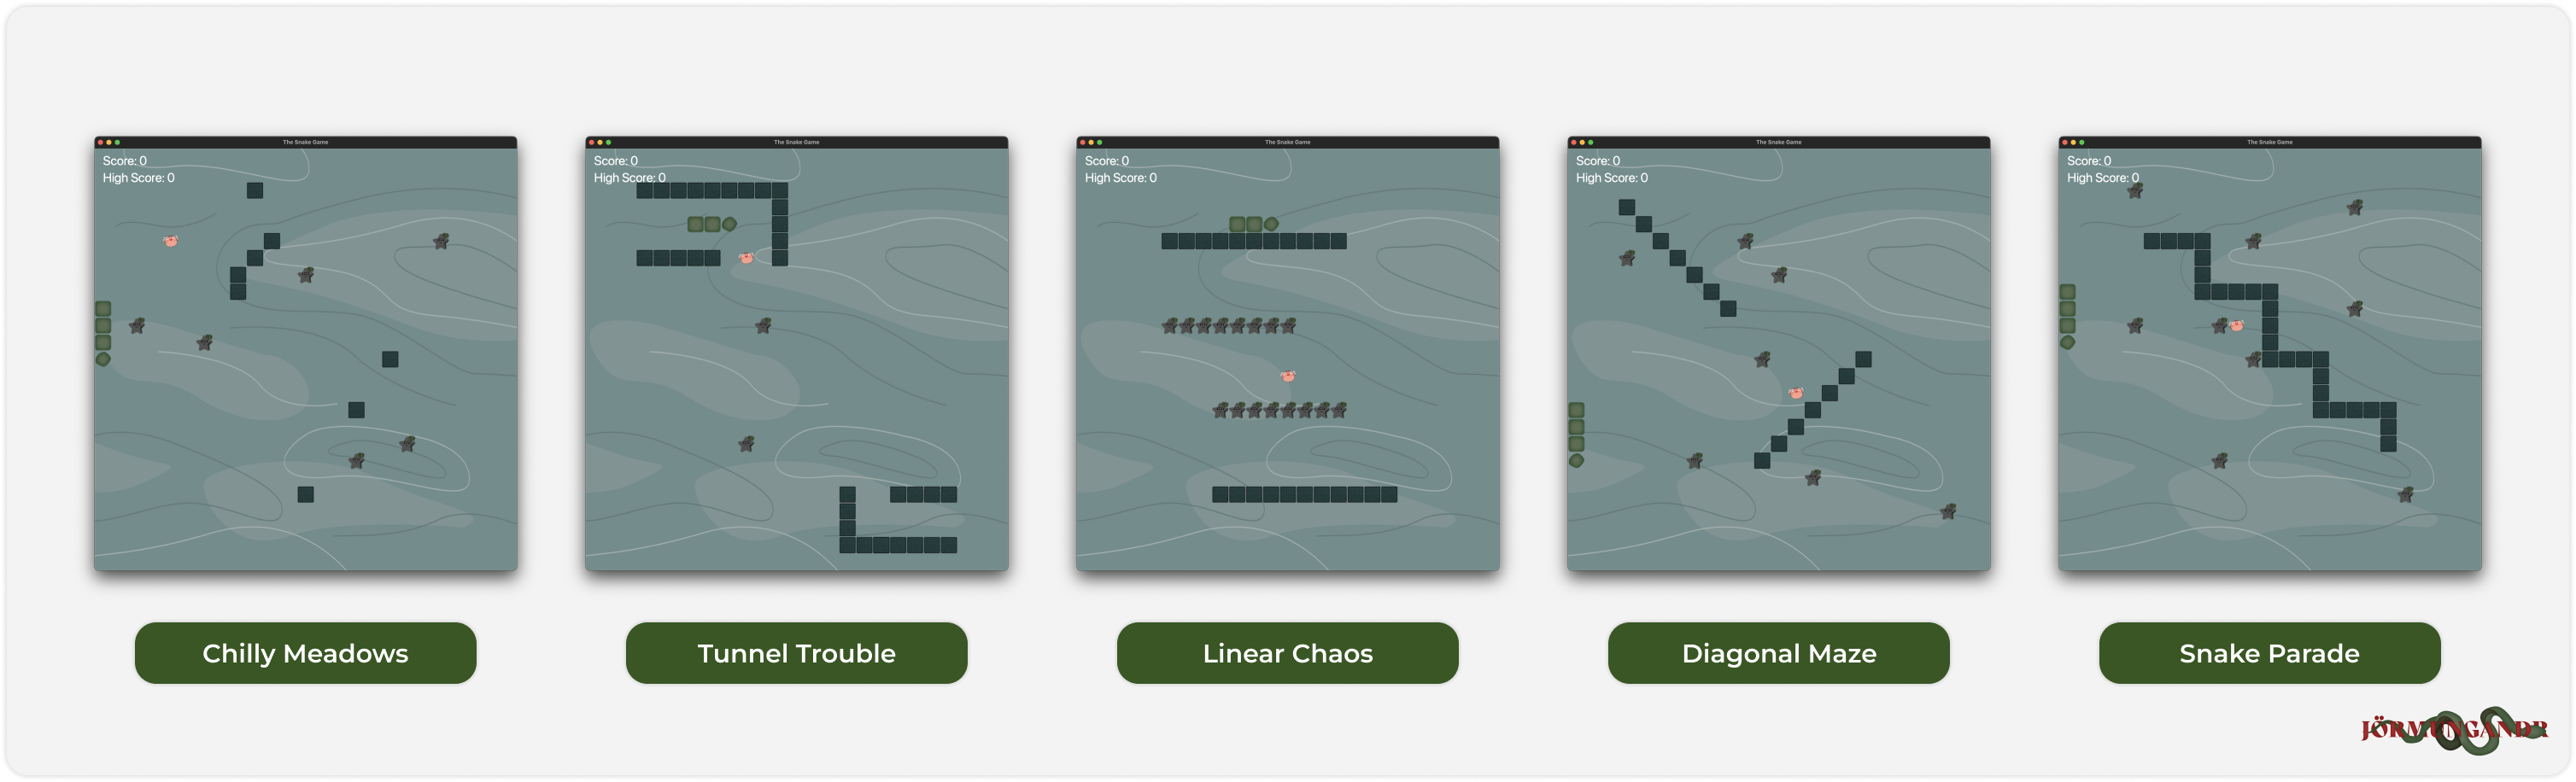 The Snake Game
Score: 0
High Score: 0
The Snake Game
Score: 0
High Score: 0
The Snake Game
Score: 0
High Score: 0
The Snake Game
Score: 0
High Score: 0
The Snake Game
Score: 0
High Score: 0
Chilly Meadows
Tunnel Trouble
Linear Chaos
Diagonal Maze
Snake Parade
JÖRMUNGANDR